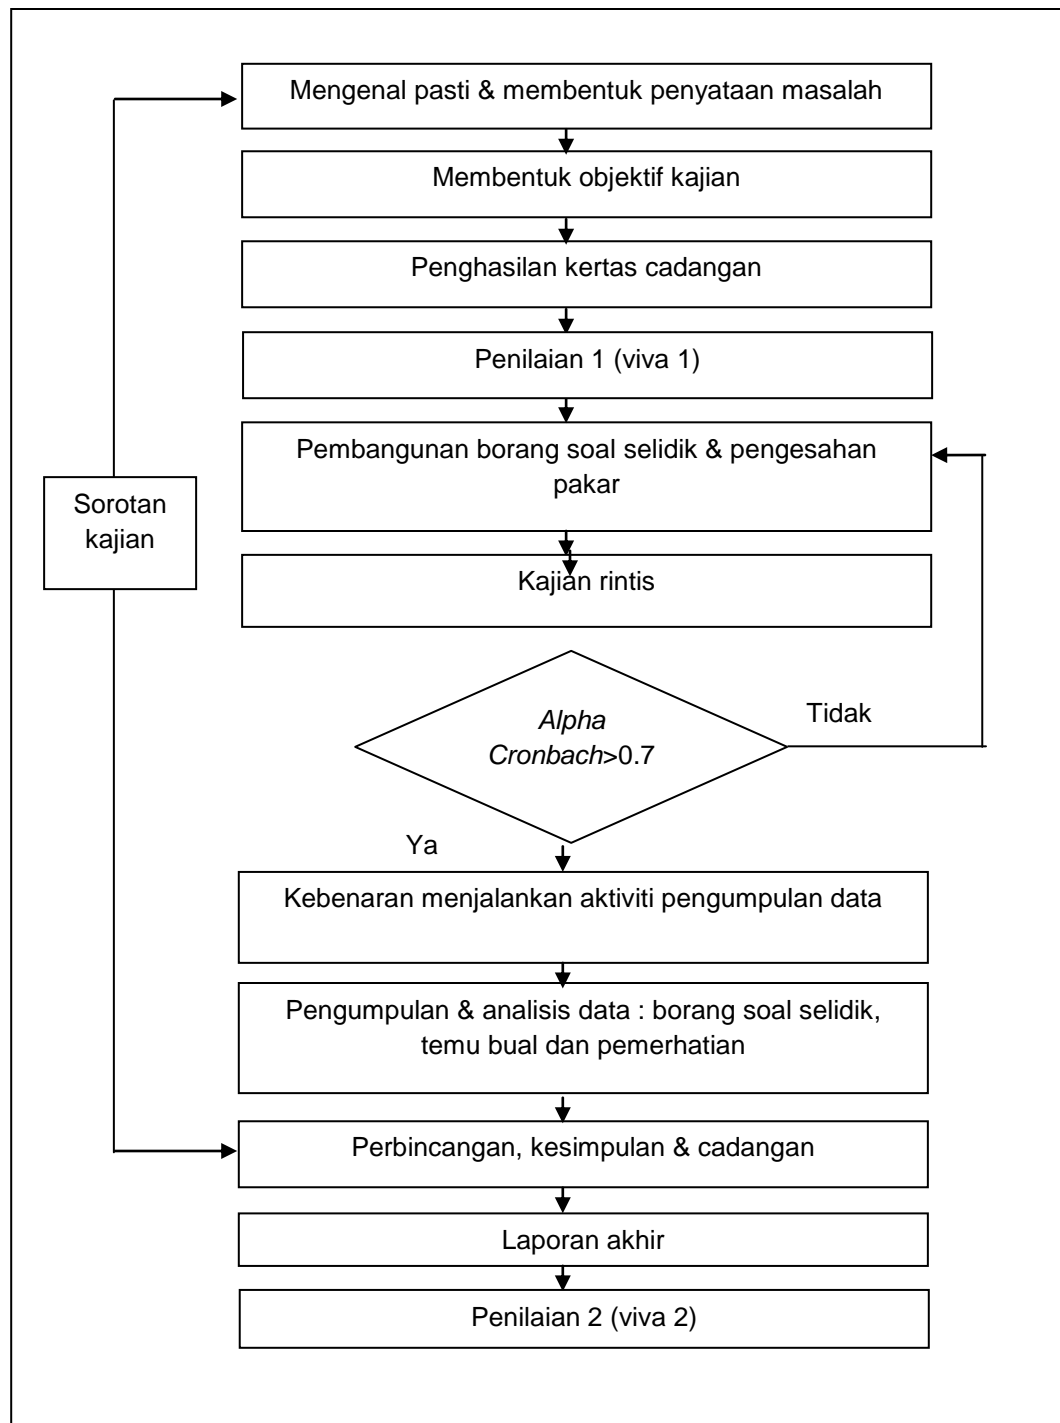 Mengenal pasti & membentuk penyataan masalah
Membentuk objektif kajian
Penghasilan kertas cadangan
Penilaian 1 (viva 1)
Pembangunan borang soal selidik & pengesahan
pakar
Sorotan
kajian
Kajian rintis
Alpha
Cronbach>0.7
Tidak
Ya
Kebenaran menjalankan aktiviti pengumpulan data
Pengumpulan & analisis data : borang soal selidik,
temu bual dan pemerhatian
Perbincangan, kesimpulan & cadangan
Laporan akhir
Penilaian 2 (viva 2)